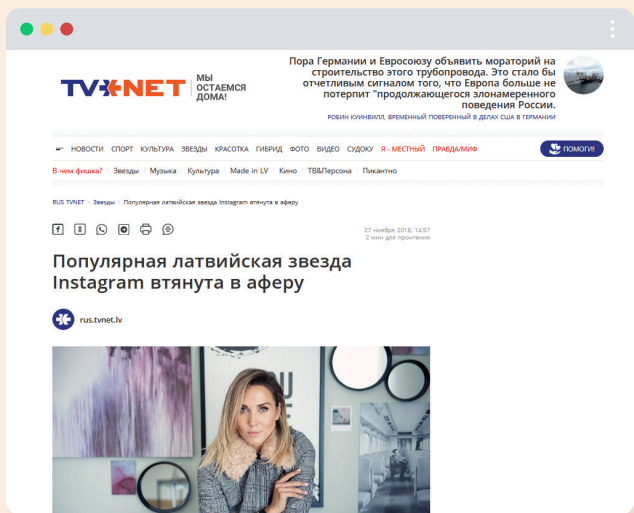 Пора Германии и Евросоюзу объявить мораторий на
строительство этого трубопровода. Это стало бы
отчетливым сигналом того, что Европа больше не
потерпит "продолжающегося злонамеренного
поведения России.
РОБИН КУИНВИЛЛ, ВРЕМЕННЫЙ ПОВЕРЕННЫЙ В ДЕЛАХ США В ГЕРМАНИИ
TVNET
МЫ
ОСТАЕМСЯ
ДОМА!
НОВОСТИ СПОРТ КУЛЬТУРА ЗВЕЗДЫ КРАСОТКА ГИБРИД ФОТО ВИДЕО СУДОКУ Я - МЕСТНЫЙ ПРАВДА/МИФ
ПОМОГИ!
В чем фишка? Звезды Музыка Культура Made in LV Кино ТВ&Персона Пикантно
RUS TVNET > Звезды > Популярная латвийская звезда Instagram втянута в аферу
27 ноября 2018, 14:57
2 мин для прочтения
Популярная латвийская звезда
Instagram втянута в аферу
rus.tvnet.lv